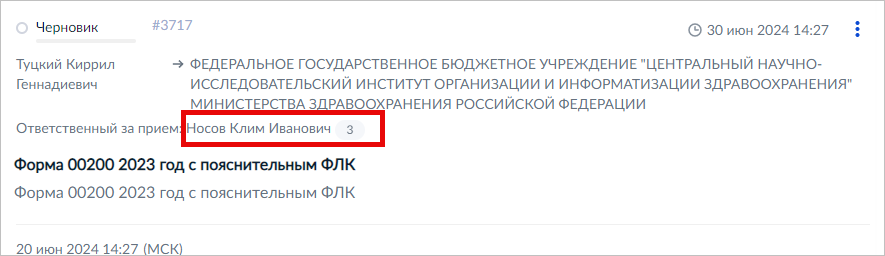 Черновик #3717 30 июн 2024 14:27
Туцкий Киррил Геннадиевич
→ ФЕДЕРАЛЬНОЕ ГОСУДАРСТВЕННОЕ БЮДЖЕТНОЕ УЧРЕЖДЕНИЕ "ЦЕНТРАЛЬНЫЙ НАУЧНО-
ИССЛЕДОВАТЕЛЬСКИЙ ИНСТИТУТ ОРГАНИЗАЦИИ И ИНФОРМАТИЗАЦИИ ЗДРАВООХРАНЕНИЯ"
МИНИСТЕРСТВА ЗДРАВООХРАНЕНИЯ РОССИЙСКОЙ ФЕДЕРАЦИИ
Ответственный за прием: Носов Клим Иванович 3
Форма 00200 2023 год с пояснительным ФЛК
Форма 00200 2023 год с пояснительным ФЛК
20 июн 2024 14:27 (МСК)